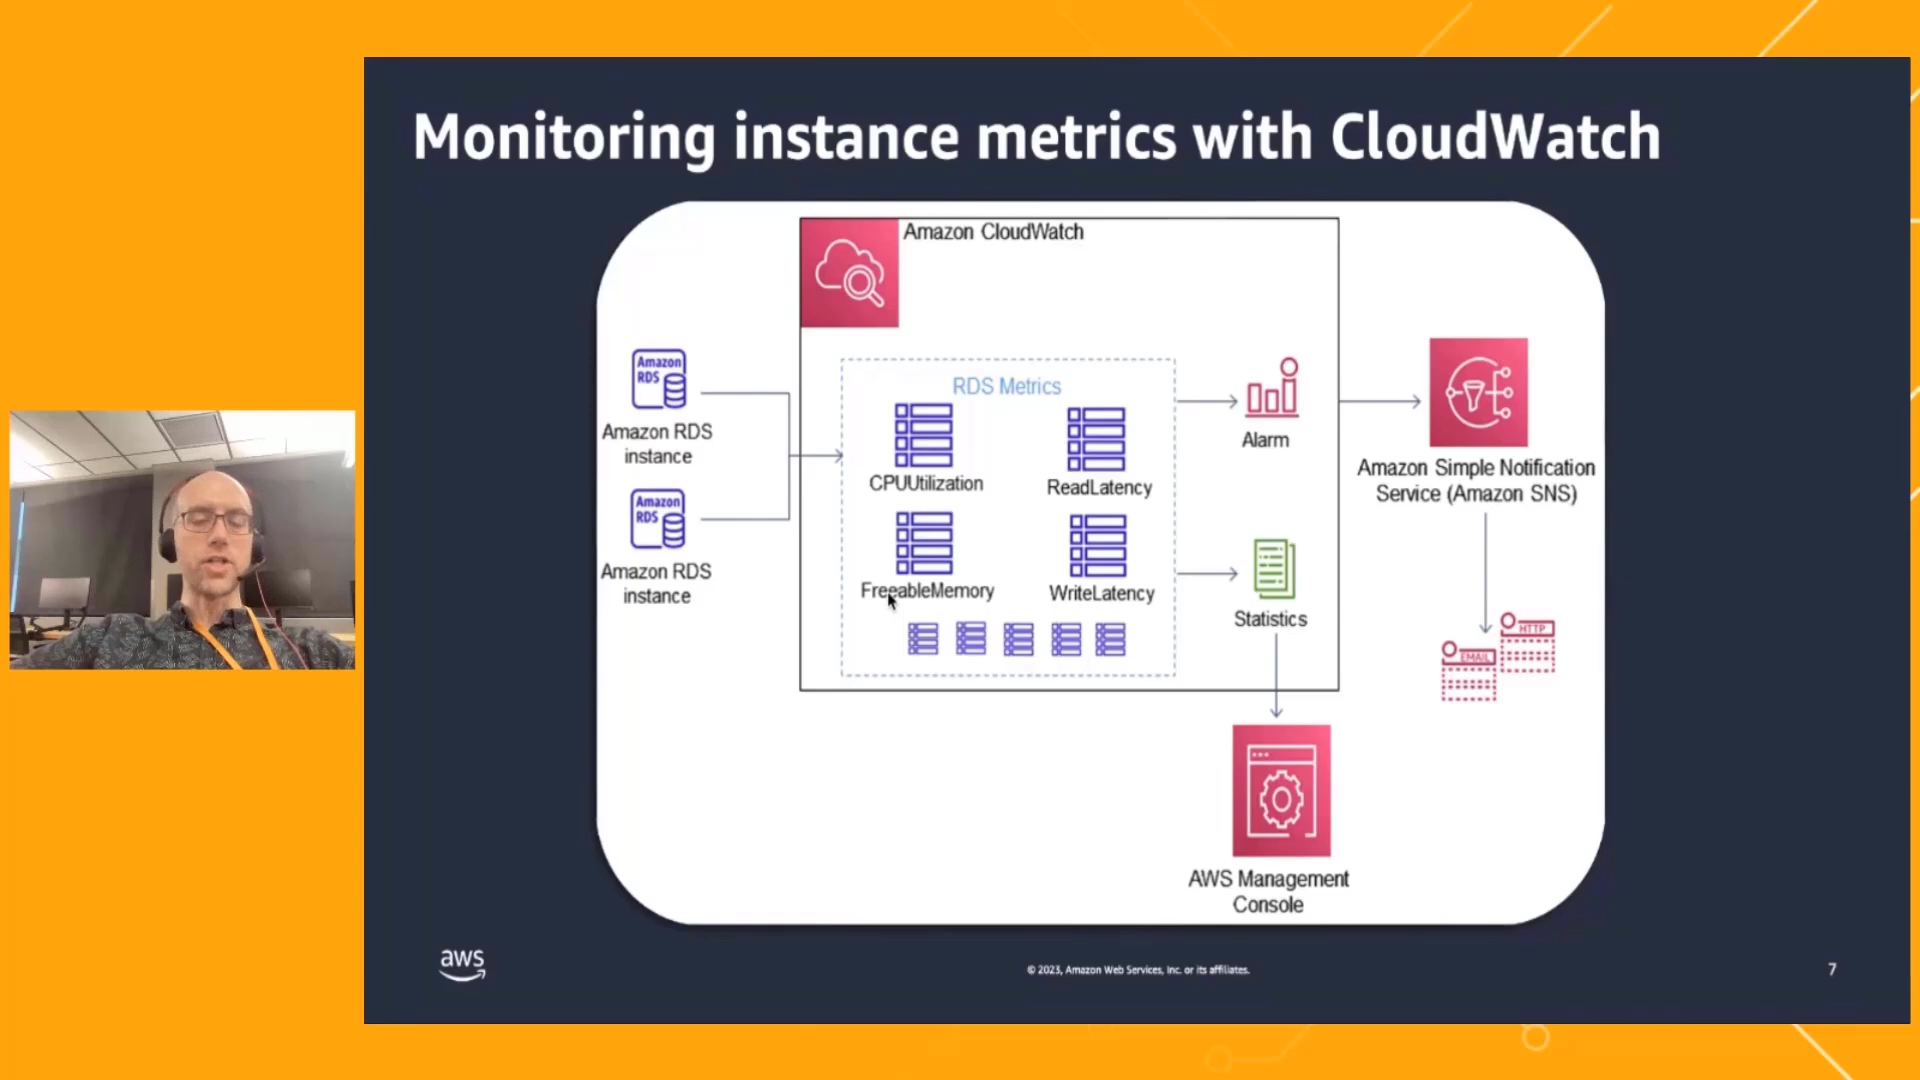 Monitoring instance metrics with CloudWatch
Amazon CloudWatch
Amazon
RDS
Amazon RDS
instance
Amazon
RDS
Amazon RDS
instance
RDS Metrics
CPUUtilization
ReadLatency
FreeableMemory
WriteLatency
Alarm
Statistics
Amazon Simple Notification
Service (Amazon SNS)
HTTP
EMAIL
AWS Management
Console
aws
© 2023, Amazon Web Services, Inc. or its affiliates.
7